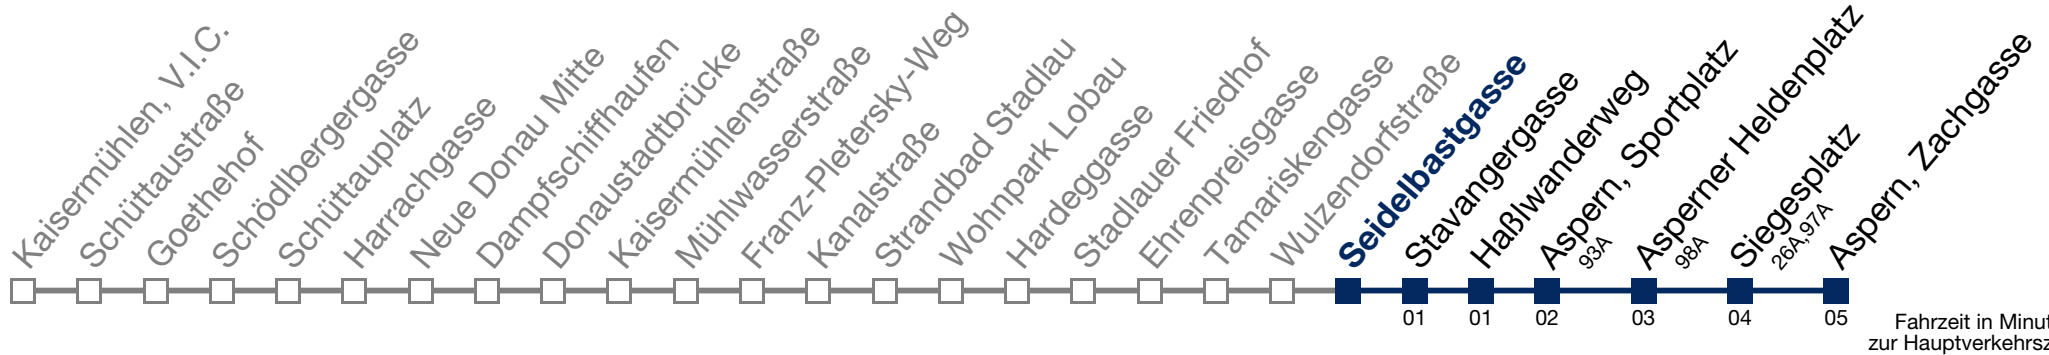 Kaisermühlen, V.I.C.
Schüttaustraße
Goethehof
Schödlbergergasse
Schüttauplatz
Harrachgasse
Neue Donau Mitte
Dampfschiffhaufen
Donaustadtbrücke
Kaisermühlenstraße
Mühlwasserstraße
Franz-Pletersky-Weg
Kanalstraße
Strandbad Stadlau
Wohnpark Lobau
Hardeggasse
Stadlauer Friedhof
Ehrenpreisgasse
Tamariskengasse
Wulzendorfstraße
Seidelbastgasse
Stavangergasse
Haßlwanderweg
Aspern, Sportplatz
93A
Asperner Heldenplatz
98A
Siegesplatz
26A,97A
Aspern, Zachgasse
01
01
02
03
04
05
Fahrzeit in Minut
zur Hauptverkehrsz